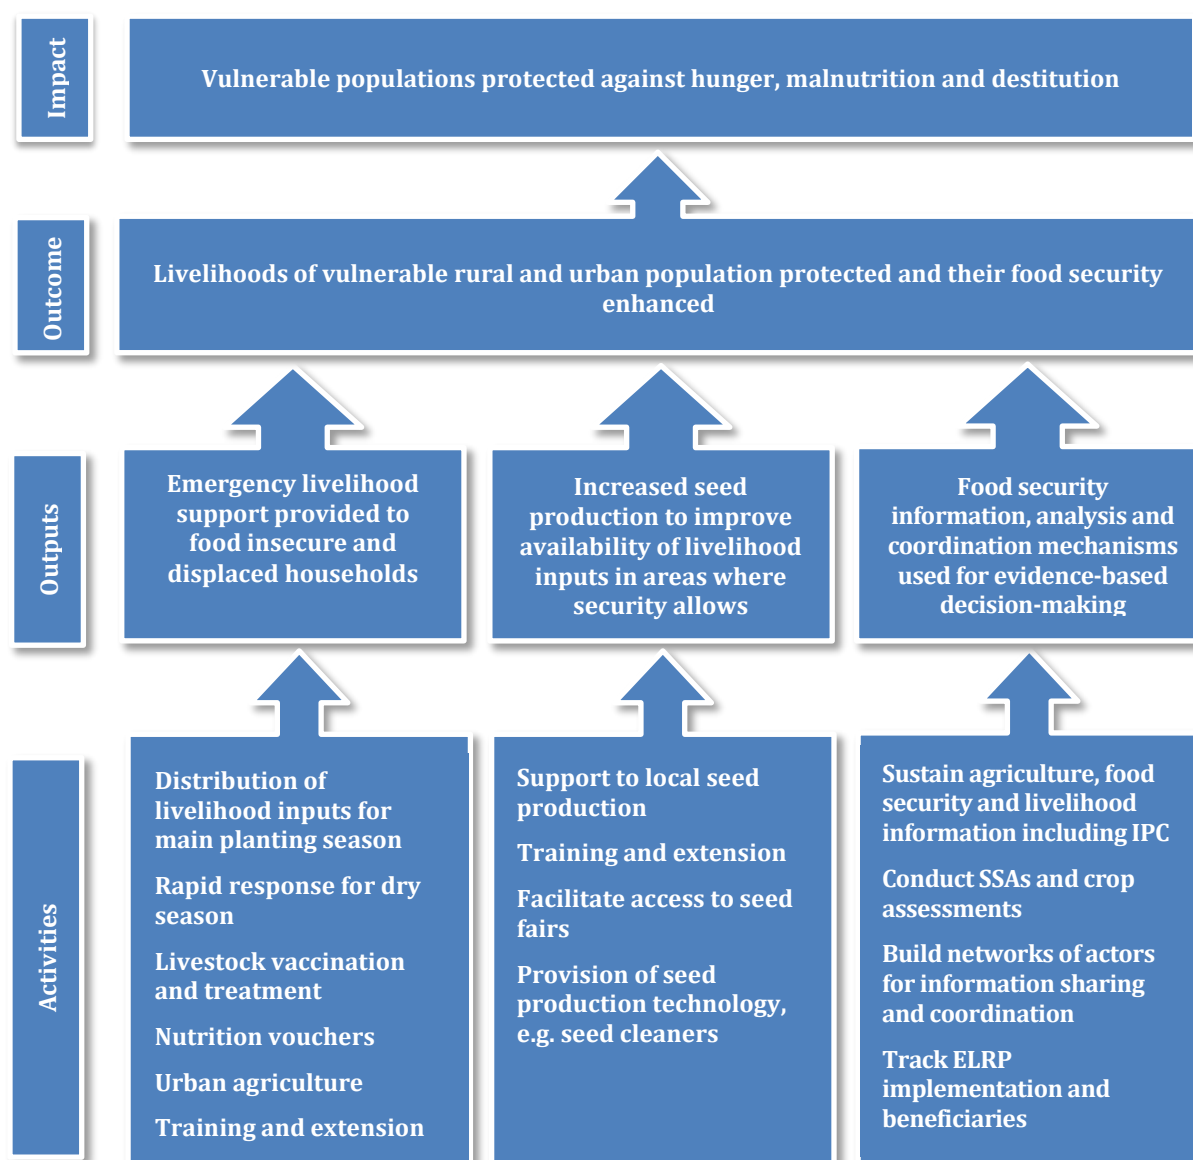 Impact
Vulnerable populations protected against hunger, malnutrition and destitution
Outcome
Livelihoods of vulnerable rural and urban population protected and their food security
enhanced
Outputs
Emergency livelihood
support provided to
food insecure and
displaced households
Increased seed
production to improve
availability of livelihood
inputs in areas where
security allows
Food security
information, analysis and
coordination mechanisms
used for evidence-based
decision-making
Activities
Distribution of
livelihood inputs for
main planting season
Rapid response for dry
season
Livestock vaccination
and treatment
Nutrition vouchers
Urban agriculture
Training and extension
Support to local seed
production
Training and extension
Facilitate access to seed
fairs
Provision of seed
production technology,
e.g. seed cleaners
Sustain agriculture, food
security and livelihood
information including IPC
Conduct SSAs and crop
assessments
Build networks of actors
for information sharing
and coordination
Track ELRP
implementation and
beneficiaries